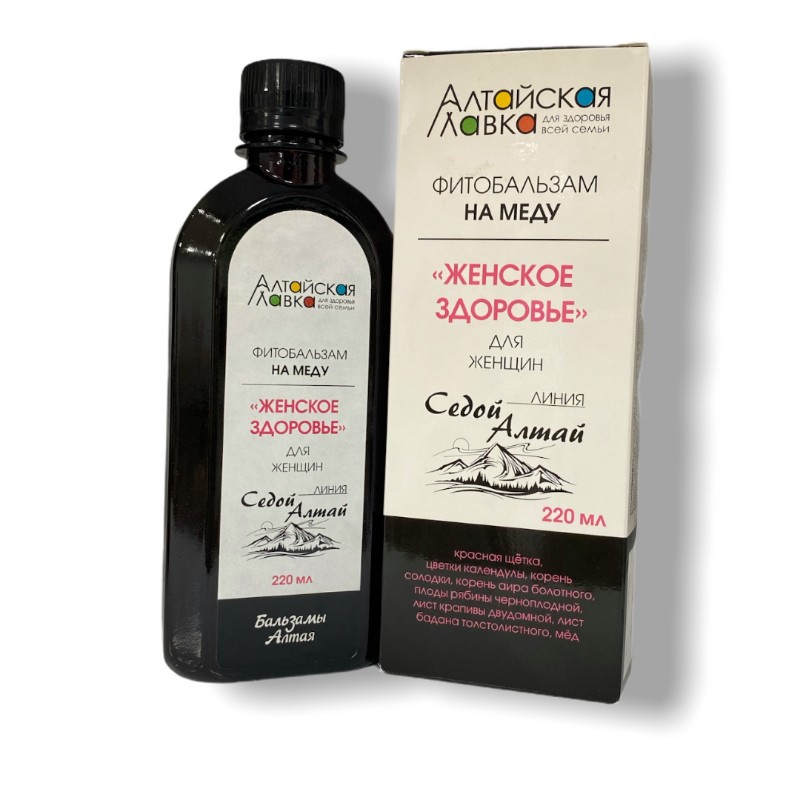 Алтайская
Лавка
для здоровья
всей семьи
ФИТОБАЛЬЗАМ
НА МЕДУ
«ЖЕНСКОЕ
ЗДОРОВЬЕ»
ДЛЯ
ЖЕНЩИН
ЛИНИЯ
Седой
Алтай
220 мл
Бальзамы
Алтая
Алтайская
Лавка
для здоровья
всей семьи
ФИТОБАЛЬЗАМ
НА МЕДУ
«ЖЕНСКОЕ
ЗДОРОВЬЕ»
ДЛЯ
ЖЕНЩИН
ЛИНИЯ
Седой
Алтай
220 мл
красная щётка,
цветки календулы, корень
солодки, корень аира болотного,
плоды рябины черноплодной,
лист крапивы двудомной, лист
бадана толстолистного, мёд